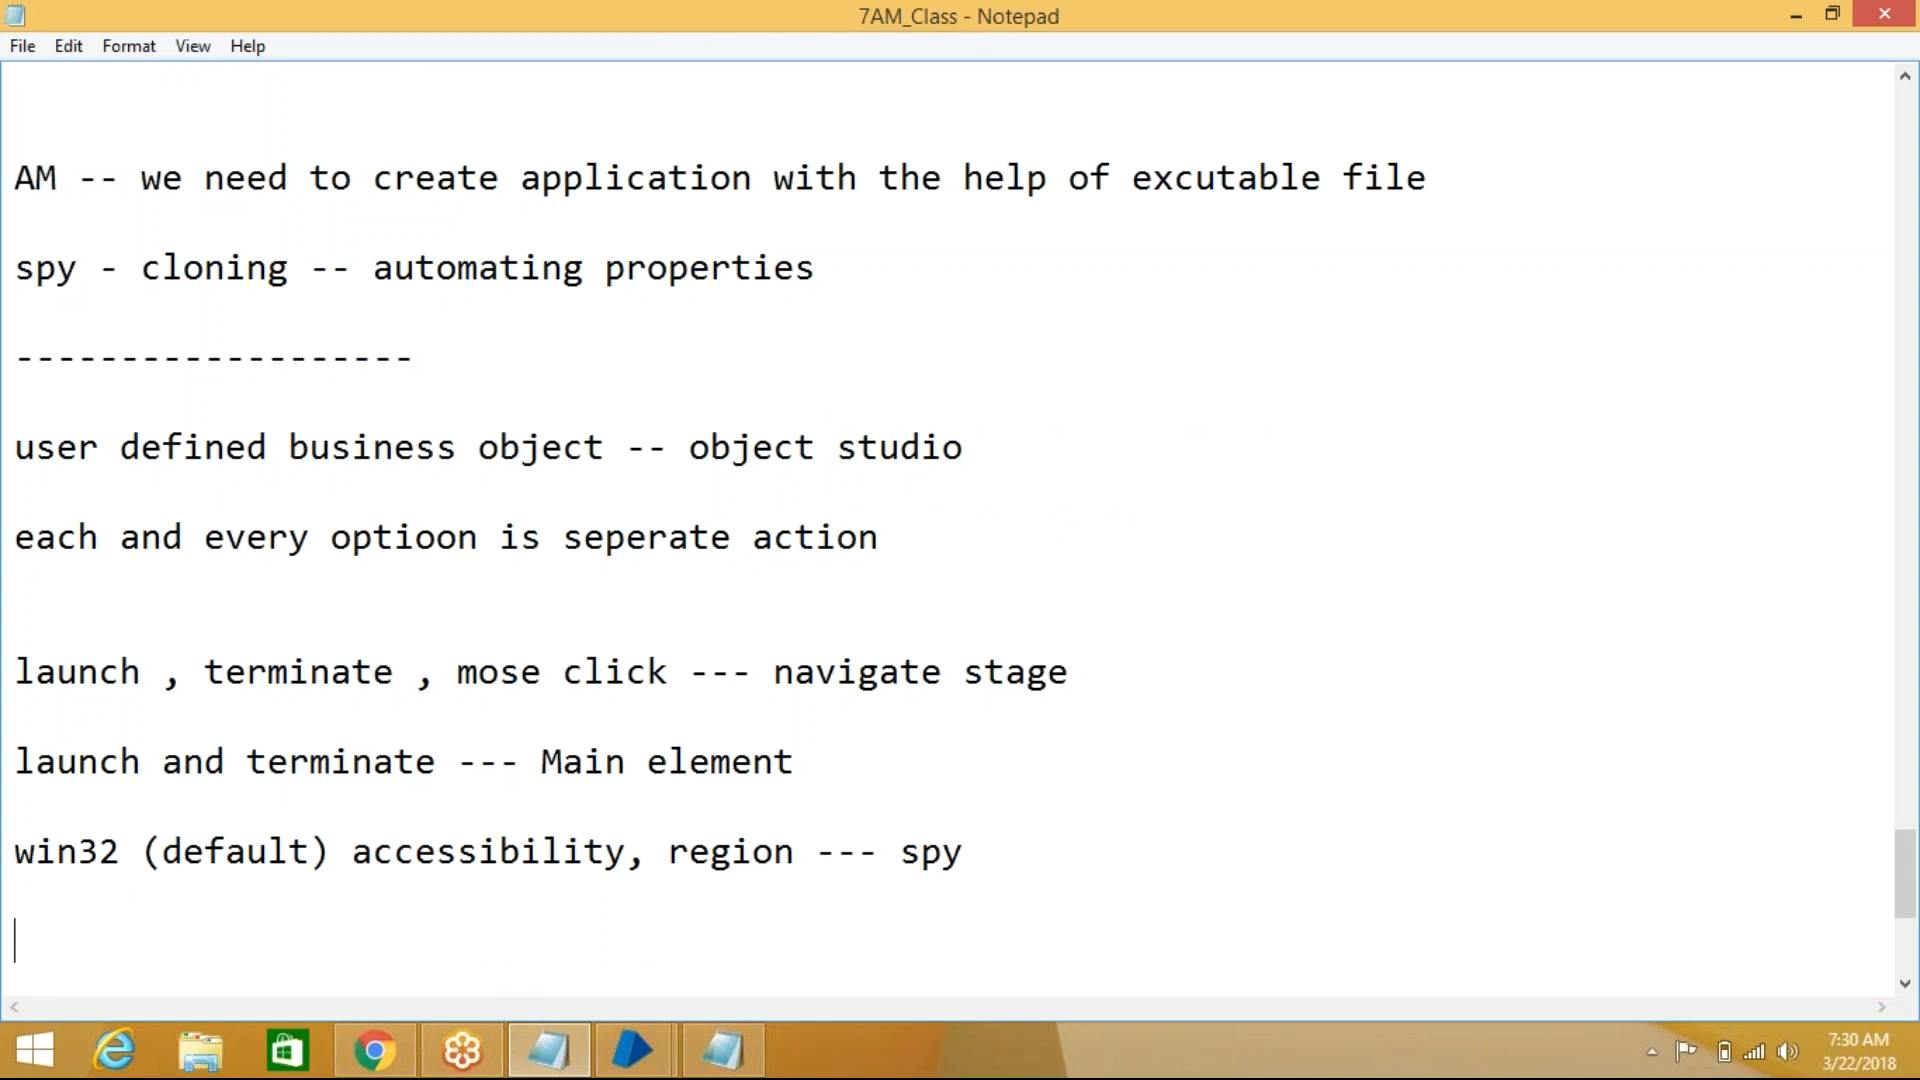 7AM_Class - Notepad
File Edit Format View Help
AM -- we need to create application with the help of excutable file
spy - cloning -- automating properties
-------------------
user defined business object -- object studio
each and every optioon is seperate action
launch , terminate , mose click --- navigate stage
launch and terminate --- Main element
win32 (default) accessibility, region --- spy
7:30 AM
3/22/2018